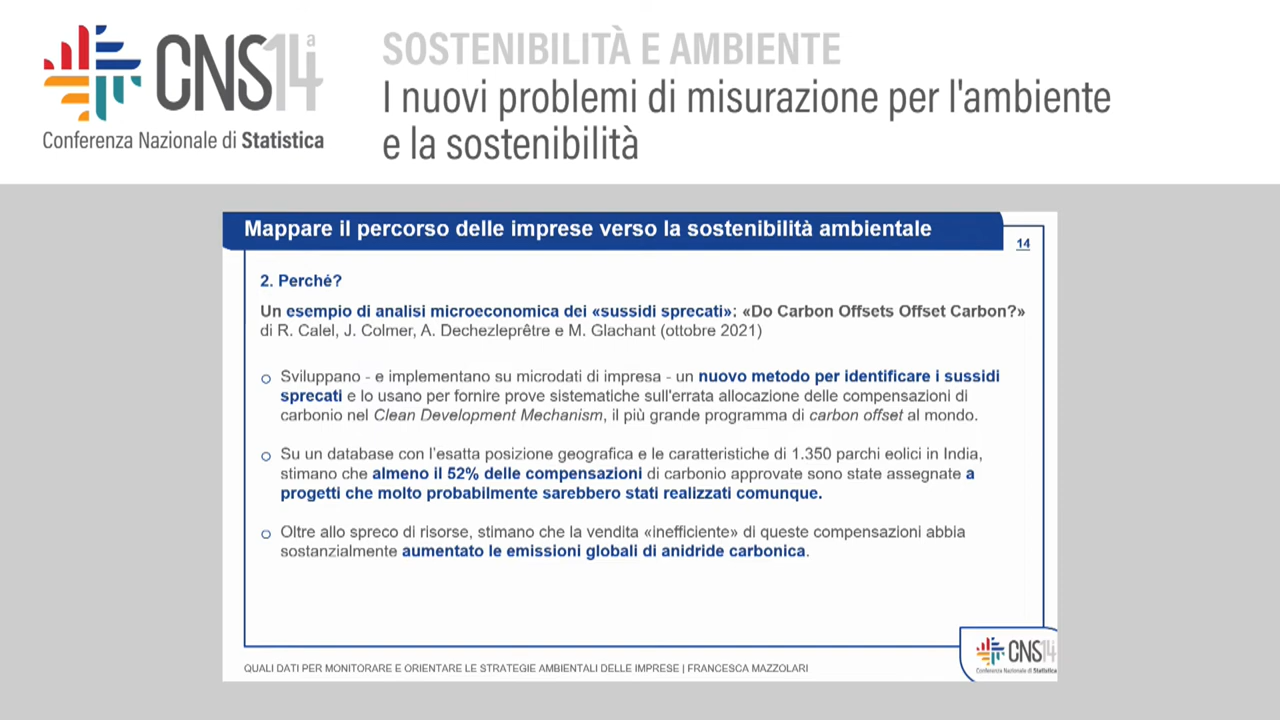 CNS14a
Conferenza Nazionale di Statistica
SOSTENIBILITÀ E AMBIENTE
I nuovi problemi di misurazione per l'ambiente
e la sostenibilità
Mappare il percorso delle imprese verso la sostenibilità ambientale
14
2. Perché?
Un esempio di analisi microeconomica dei «sussidi sprecati»: «Do Carbon Offsets Offset Carbon?»
di R. Calel, J. Colmer, A. Dechezleprêtre e M. Glachant (ottobre 2021)
Sviluppano - e implementano su microdati di impresa - un nuovo metodo per identificare i sussidi
sprecati e lo usano per fornire prove sistematiche sull'errata allocazione delle compensazioni di
carbonio nel Clean Development Mechanism, il più grande programma di carbon offset al mondo.
Su un database con l'esatta posizione geografica e le caratteristiche di 1.350 parchi eolici in India,
stimano che almeno il 52% delle compensazioni di carbonio approvate sono state assegnate a
progetti che molto probabilmente sarebbero stati realizzati comunque.
Oltre allo spreco di risorse, stimano che la vendita «inefficiente» di queste compensazioni abbia
sostanzialmente aumentato le emissioni globali di anidride carbonica.
QUALI DATI PER MONITORARE E ORIENTARE LE STRATEGIE AMBIENTALI DELLE IMPRESE | FRANCESCA MAZZOLARI
CNS14
Conferenza Nazionale di Statistica